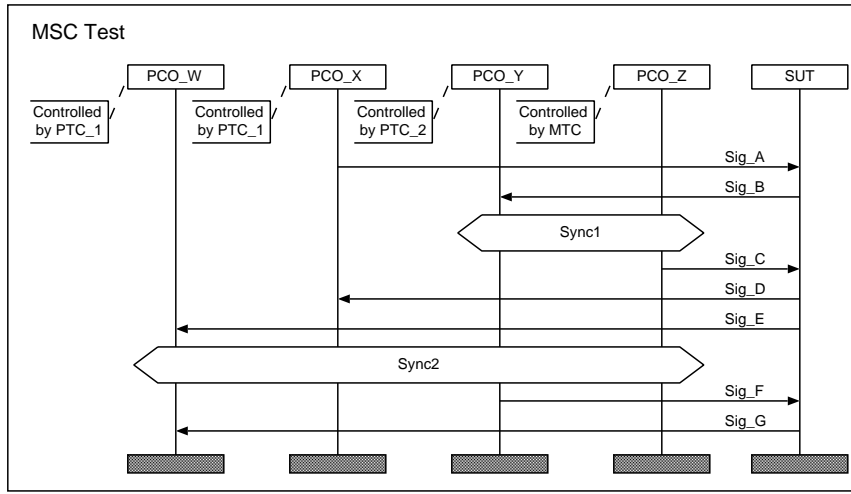 MSC Test
PCO_W
PCO_X
PCO_Y
PCO_Z
SUT
Controlled
by PTC_1
Controlled
by PTC_1
Controlled
by PTC_2
Controlled
by MTC
Sig_A
Sig_B
Sync1
Sig_C
Sig_D
Sig_E
Sync2
Sig_F
Sig_G